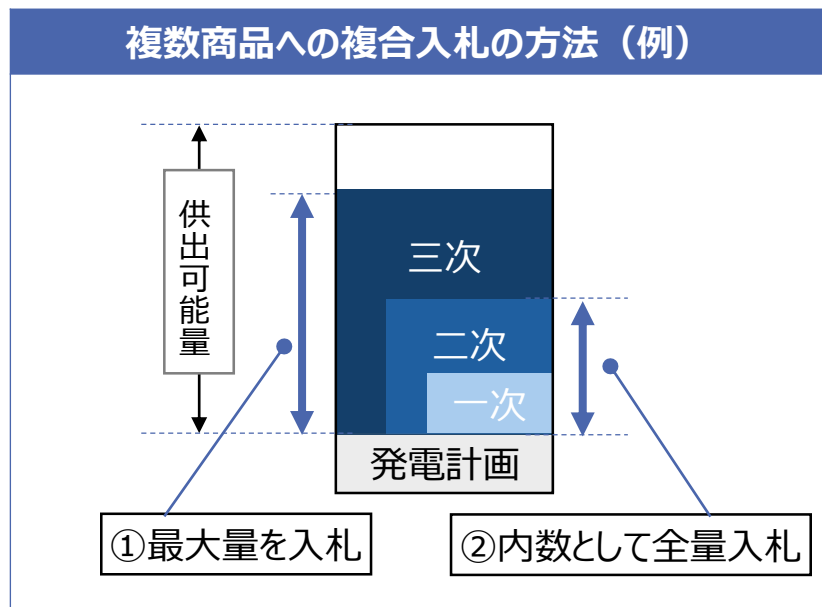 複数商品への複合入札の方法（例）
供出可能量
三次
二次
一次
発電計画
①最大量を入札
②内数として全量入札